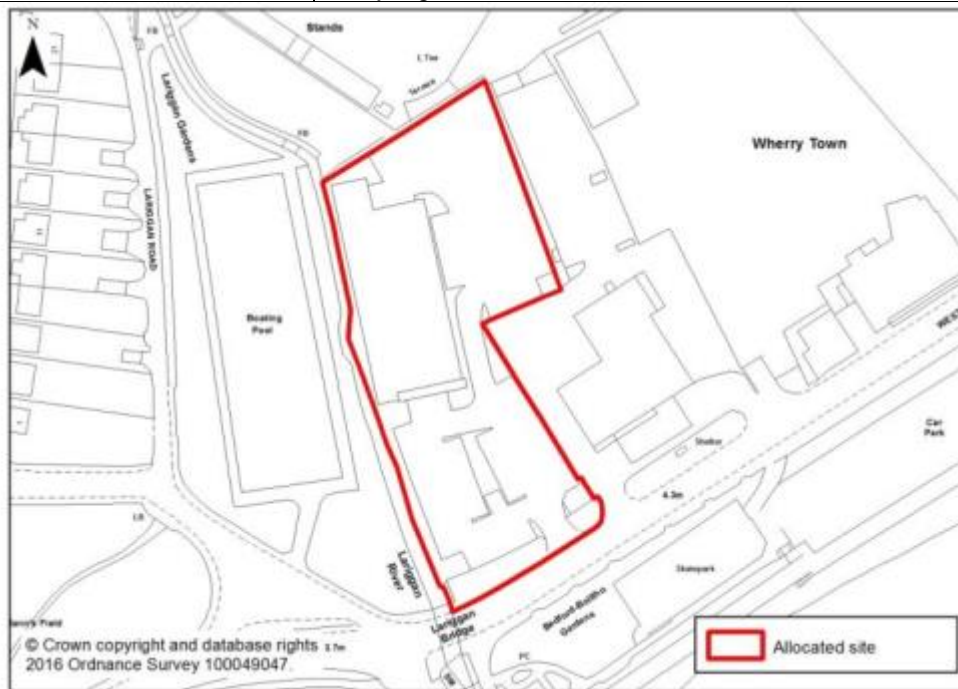 N
21
FB
Stands
Terrace
FB
Lariggan Gardens
LARIGGAN ROAD
Wherry Town
Boating
Pool
WEST
Car
Park
Shelter
4.3m
LB
Lariggan
River
Skatepark
Bedford-Bolitho
Gardens
Lariggan
Bridge
PC
© Crown copyright and database rights
2016 Ordnance Survey 100049047.
Allocated site